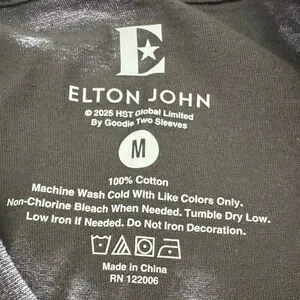 E
ELTON JOHN
© 2025 HST Global Limited
By Goodie Two Sleeves
M
100% Cotton
Machine Wash Cold With Like Colors Only.
Non-Chlorine Bleach When Needed. Tumble Dry Low.
Low Iron If Needed. Do Not Iron Decoration.
Made in China
RN 122006